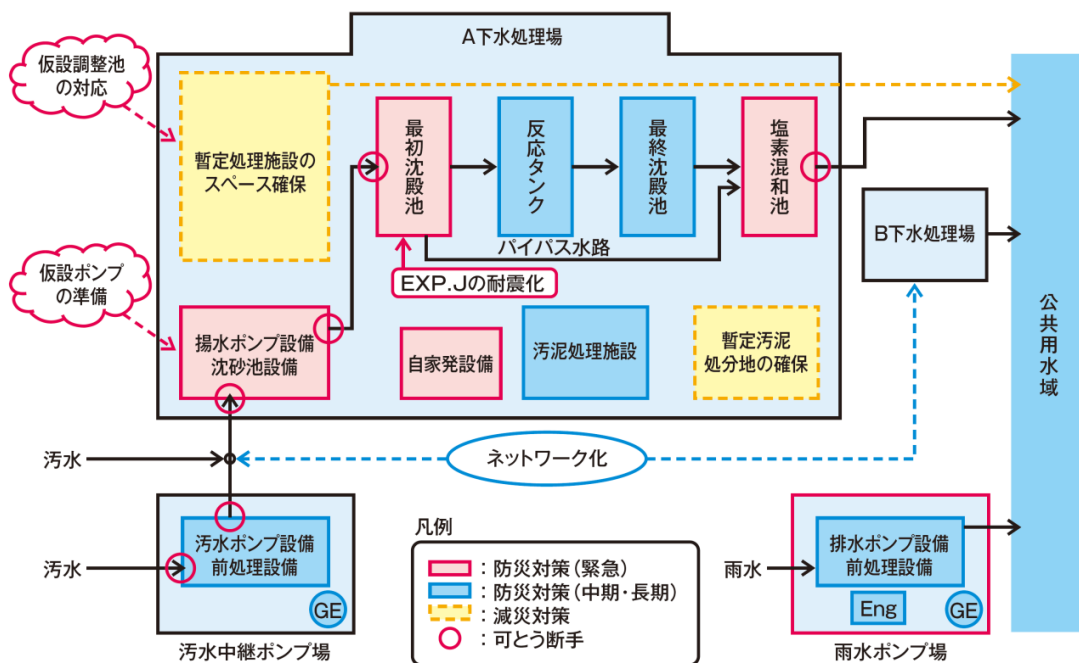 A下水処理場
仮設調整池
の対応
暫定処理施設の
スペース確保
最初沈殿池
反応タンク
最終沈殿池
塩素混和池
バイパス水路
EXP.Jの耐震化
B下水処理場
公共用水域
仮設ポンプ
の準備
揚水ポンプ設備
沈砂池設備
自家発設備
汚泥処理施設
暫定汚泥
処分地の確保
汚水
ネットワーク化
汚水
汚水ポンプ設備
前処理設備
GE
汚水中継ポンプ場
凡例
：防災対策（緊急）
：防災対策（中期・長期）
：減災対策
：可とう断手
雨水
排水ポンプ設備
前処理設備
Eng
GE
雨水ポンプ場